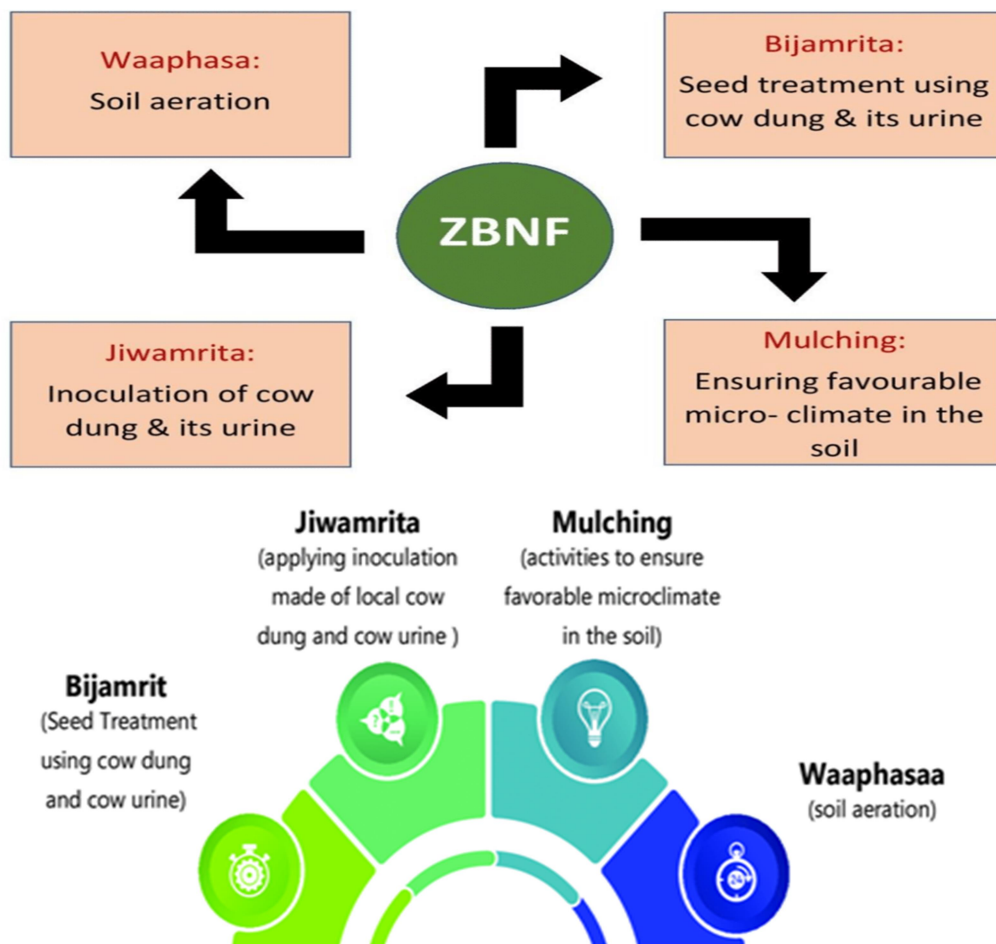 Waaphasa:
Soil aeration
Bijamrita:
Seed treatment using
cow dung & its urine
ZBNF
Jiwamrita:
Inoculation of cow
dung & its urine
Mulching:
Ensuring favourable
micro- climate in the
soil
Jiwamrita
(applying inoculation
made of local cow
dung and cow urine )
Mulching
(activities to ensure
favorable microclimate
in the soil)
Bijamrit
(Seed Treatment
using cow dung
and cow urine)
Waaphasaa
(soil aeration)
24